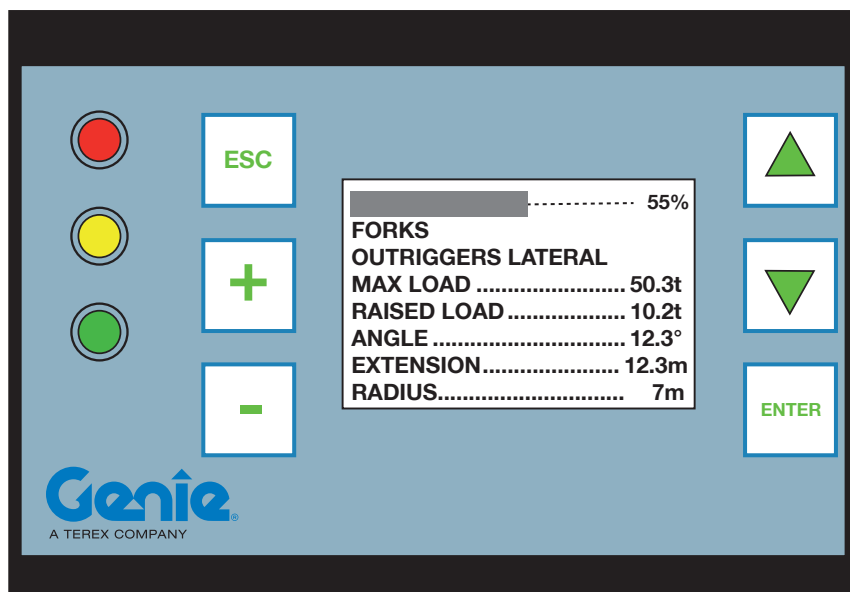 ESC
+
-
55%
FORKS
OUTRIGGERS LATERAL
MAX LOAD ........................ 50.3t
RAISED LOAD ................... 10.2t
ANGLE ............................... 12.3°
EXTENSION...................... 12.3m
RADIUS.............................. 7m
ENTER
Genie®
A TEREX COMPANY